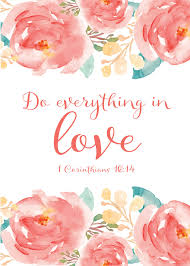 Do everything in
love
1 Corinthians 16:14